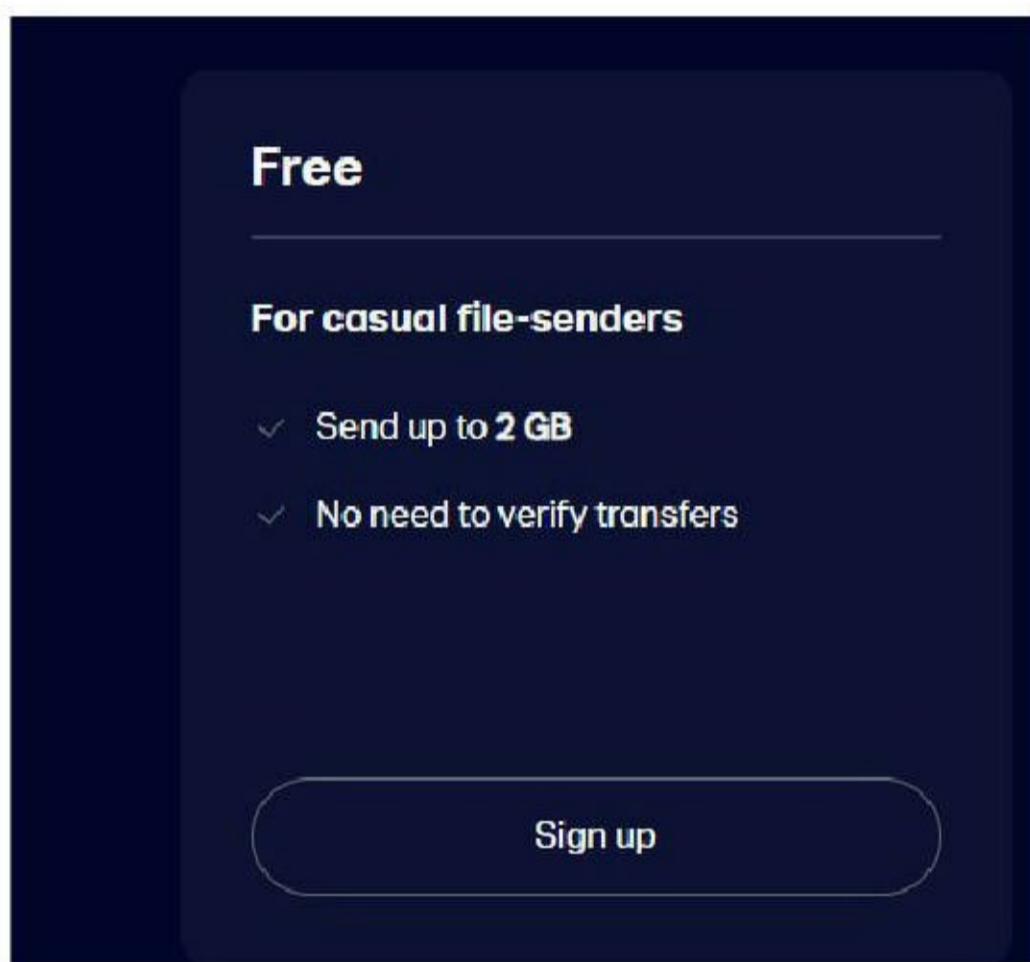 Free
For casual file-senders
Send up to 2 GB
No need to verify transfers
Sign up